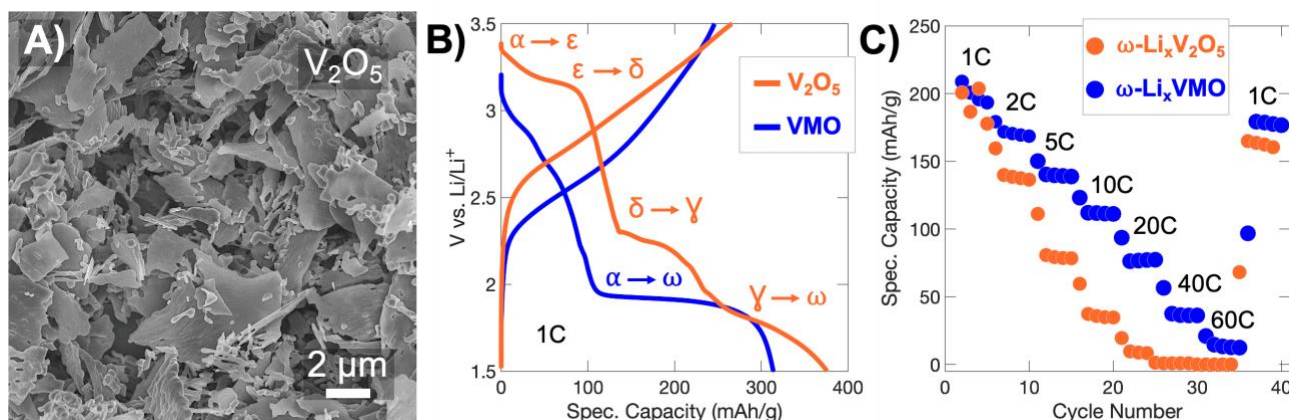 A)
V₂O₅
2 μm
B)
3.5
3
2.5
2
1.5
V vs. Li/Li⁺
α → ε
ε → δ
V₂O₅
VMO
δ → γ
α → ω
γ → ω
1C
0 100 200 300 400
Spec. Capacity (mAh/g)
C)
250
200
150
100
50
0
Spec. Capacity (mAh/g)
ω-LiₓV₂O₅
ω-LiₓVMO
1C
2C
5C
10C
20C
40C
60C
1C
0 10 20 30 40
Cycle Number